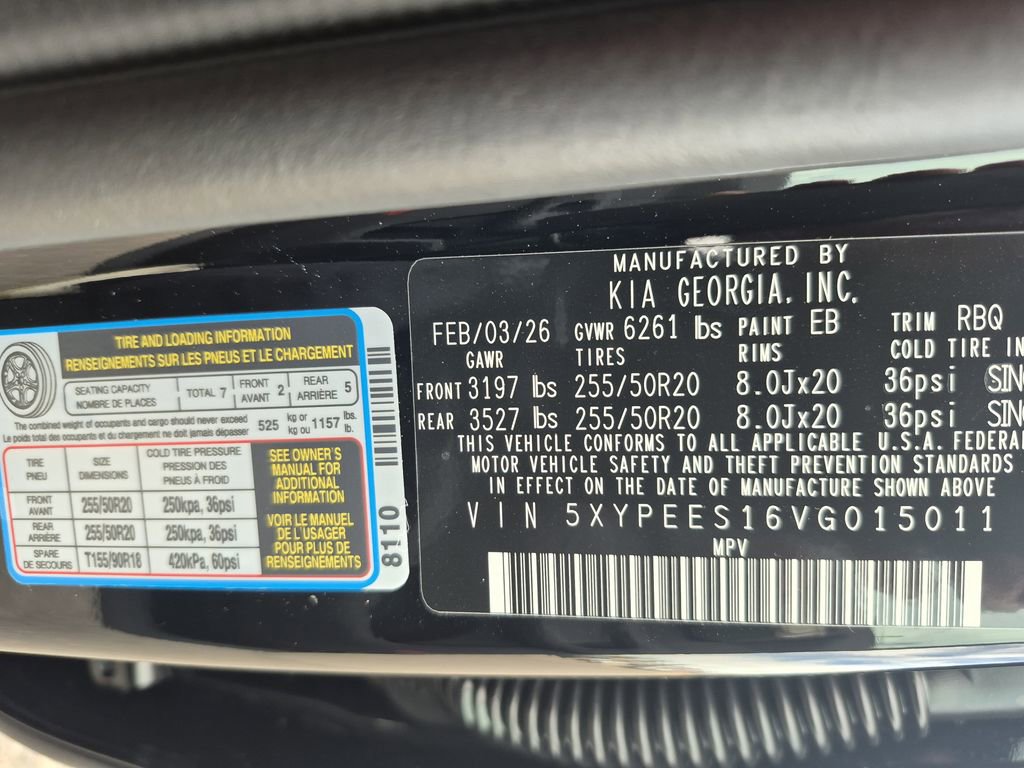 TIRE AND LOADING INFORMATION
RENSEIGNEMENTS SUR LES PNEUS ET LE CHARGEMENT
SEATING CAPACITY
NOMBRE DE PLACES
TOTAL 7
FRONT
AVANT 2
REAR
ARRIÈRE 5
The combined weight of occupants and cargo should never exceed
Le poids total des occupants et du chargement ne doit jamais dépasser
525 kg or kg ou 1157 lbs. lb.
TIRE
PNEU
SIZE
DIMENSIONS
COLD TIRE PRESSURE
PRESSION DES
PNEUS À FROID
FRONT
AVANT
255/50R20
250kpa, 36psi
REAR
ARRIÈRE
255/50R20
250kpa, 36psi
SPARE
DE SECOURS
T155/90R18
420kPa, 60psi
SEE OWNER'S
MANUAL FOR
ADDITIONAL
INFORMATION
VOIR LE MANUEL
DE L'USAGER
POUR PLUS DE
RENSEIGNEMENTS
8110
MANUFACTURED BY
KIA GEORGIA, INC.
FEB/03/26 GVWR 6261 lbs PAINT EB TRIM RBQ
GAWR TIRES RIMS COLD TIRE IN
FRONT 3197 lbs 255/50R20 8.0Jx20 36psi SING
REAR 3527 lbs 255/50R20 8.0Jx20 36psi SING
THIS VEHICLE CONFORMS TO ALL APPLICABLE U.S.A. FEDERA
MOTOR VEHICLE SAFETY AND THEFT PREVENTION STANDARDS
IN EFFECT ON THE DATE OF MANUFACTURE SHOWN ABOVE
VIN 5XYPEES16VG015011
MPV